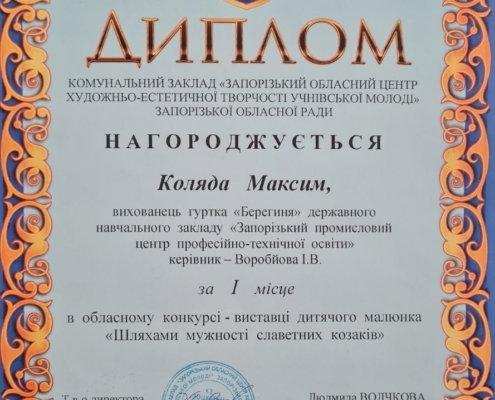 ДИПЛОМ
КОМУНАЛЬНИЙ ЗАКЛАД «ЗАПОРІЗЬКИЙ ОБЛАСНИЙ ЦЕНТР
ХУДОЖНЬО-ЕСТЕТИЧНОЇ ТВОРЧОСТІ УЧНІВСЬКОЇ МОЛОДІ»
ЗАПОРІЗЬКОЇ ОБЛАСНОЇ РАДИ
НАГОРОДЖУЄТЬСЯ
Коляда Максим,
вихованець гуртка «Берегиня» державного
навчального закладу «Запорізький промисловий
центр професійно-технічної освіти»
керівник – Воробйова І.В.
за І місце
в обласному конкурсі - виставці дитячого малюнка
«Шляхами мужності славетних козаків»
Т.в.о директора Людмила ВОЛЧКОВА